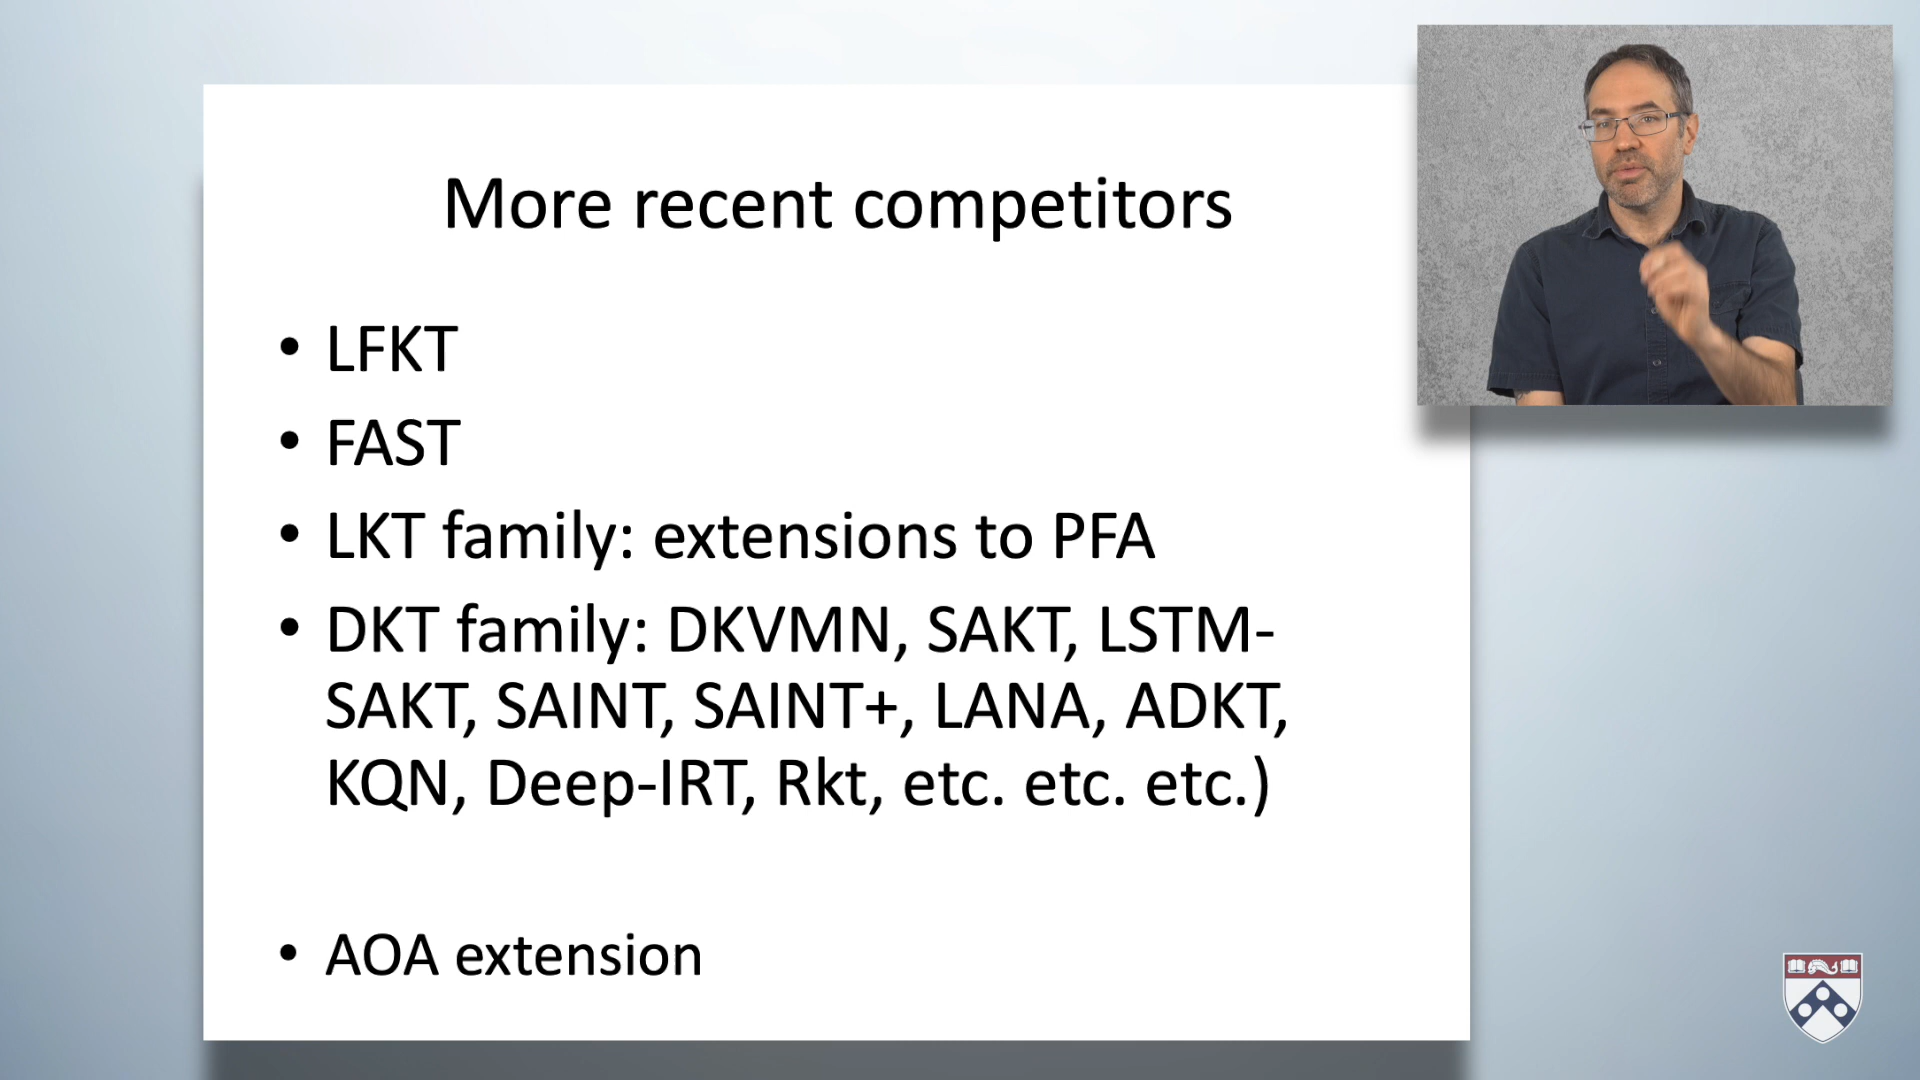 More recent competitors
• LFKT
• FAST
• LKT family: extensions to PFA
• DKT family: DKVMN, SAKT, LSTM-
SAKT, SAINT, SAINT+, LANA, ADKT,
KQN, Deep-IRT, Rkt, etc. etc. etc.)
• AOA extension